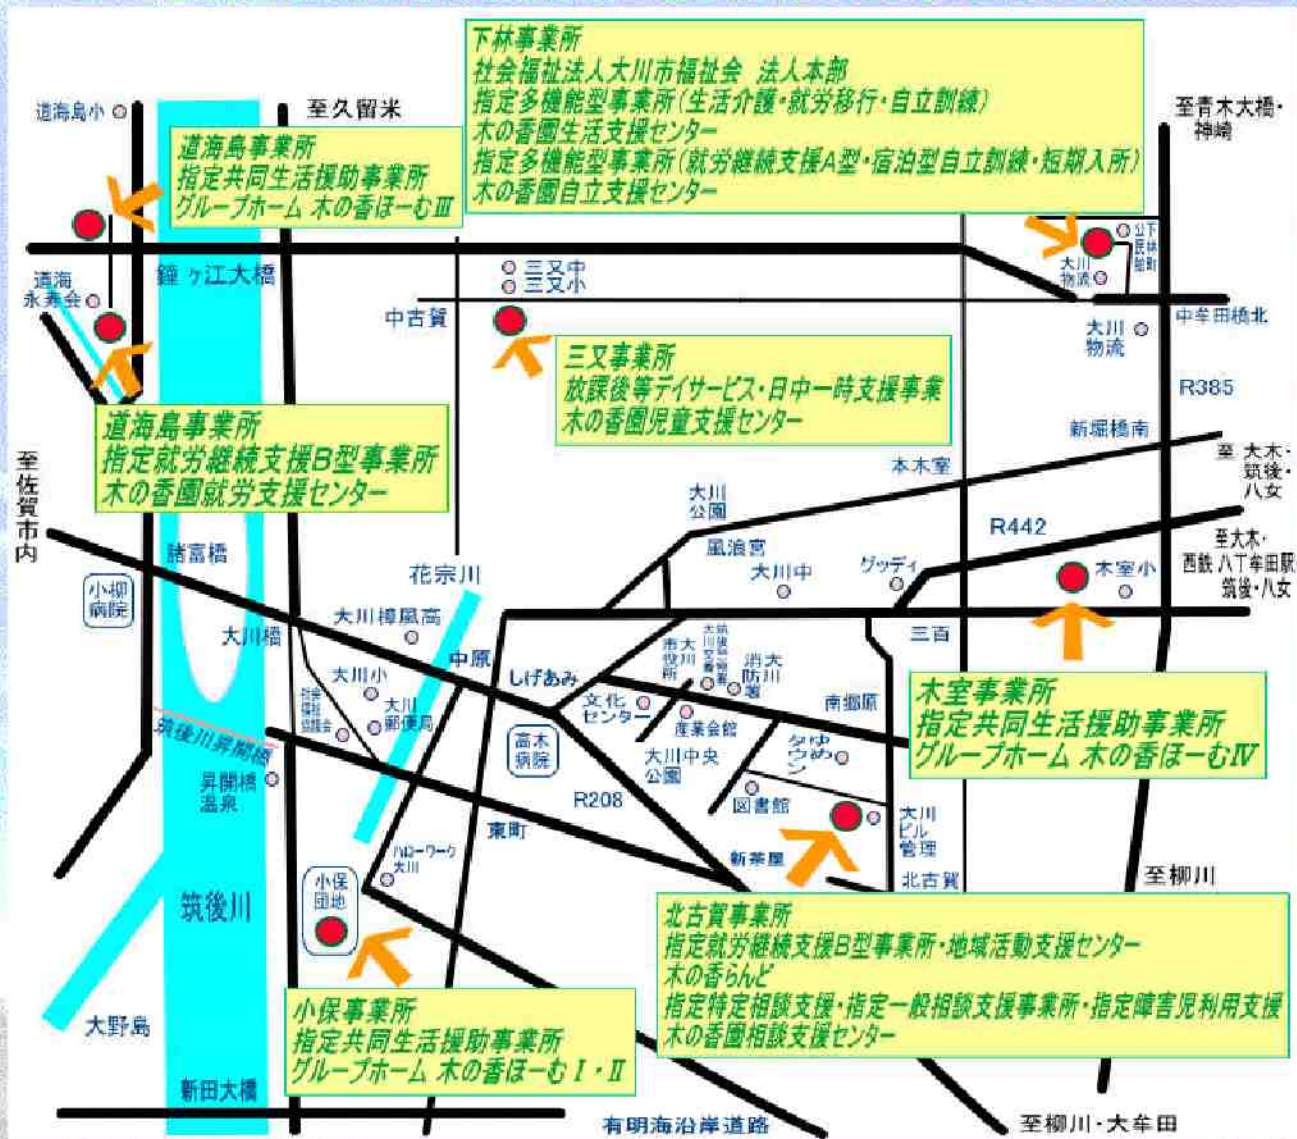 下林事業所
社会福祉法人大川市福祉会 法人本部
指定多機能型事業所(生活介護・就労移行・自立訓練)
木の香園生活支援センター
指定多機能型事業所(就労継続支援A型・宿泊型自立訓練・短期入所)
木の香園自立支援センター
道海島小
至久留米
至青木大橋・
神崎
道海島事業所
指定共同生活援助事業所
グループホーム 木の香ほーむⅢ
鐘ヶ江大橋
道海
永寿会
三又中
三又小
中古賀
下林町
公民館
大川
物流
中牟田橋北
大川
物流
R385
三又事業所
放課後等デイサービス・日中一時支援事業
木の香園児童支援センター
道海島事業所
指定就労継続支援B型事業所
木の香園就労支援センター
新堀橋南
本木室
至 大木・
筑後・
八女
至佐賀市内
大川
公園
R442
風浪宮
至大木・
西鉄 八丁牟田駅
筑後・八女
諸富橋
小柳
病院
花宗川
大川中
グッディ
木室小
大川橋
大川樟風高
三百
中原
しげあみ
大川小
大川
郵便局
社会
福祉
協議会
大川
市役所
大川
消防署
文化
センター
産業会館
南郷原
木室事業所
指定共同生活援助事業所
グループホーム 木の香ほーむⅣ
筑後川昇開橋
昇開橋
温泉
高木
病院
大川中央
公園
ゆめ
タウン
R208
図書館
東町
大川
ビル
管理
ハローワーク
大川
新茶屋
北古賀
至柳川
小保
団地
筑後川
北古賀事業所
指定就労継続支援B型事業所・地域活動支援センター
木の香らんど
指定特定相談支援・指定一般相談支援事業所・指定障害児利用支援
木の香園相談支援センター
小保事業所
指定共同生活援助事業所
グループホーム 木の香ほーむⅠ・Ⅱ
大野島
新田大橋
有明海沿岸道路
至柳川・大牟田